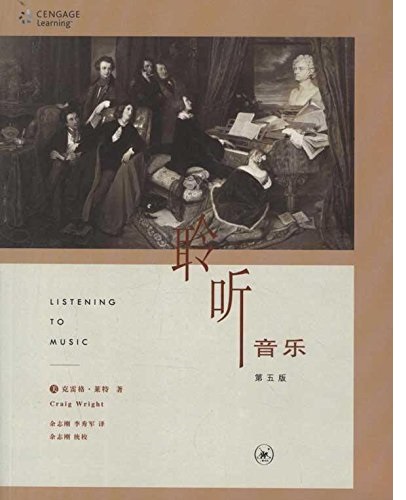 CENGAGE
Learning™
聆听
音乐
第五版
LISTENING
TO
MUSIC
[美] 克雷格·莱特 著
Craig Wright
余志刚 李秀军 译
余志刚 统校